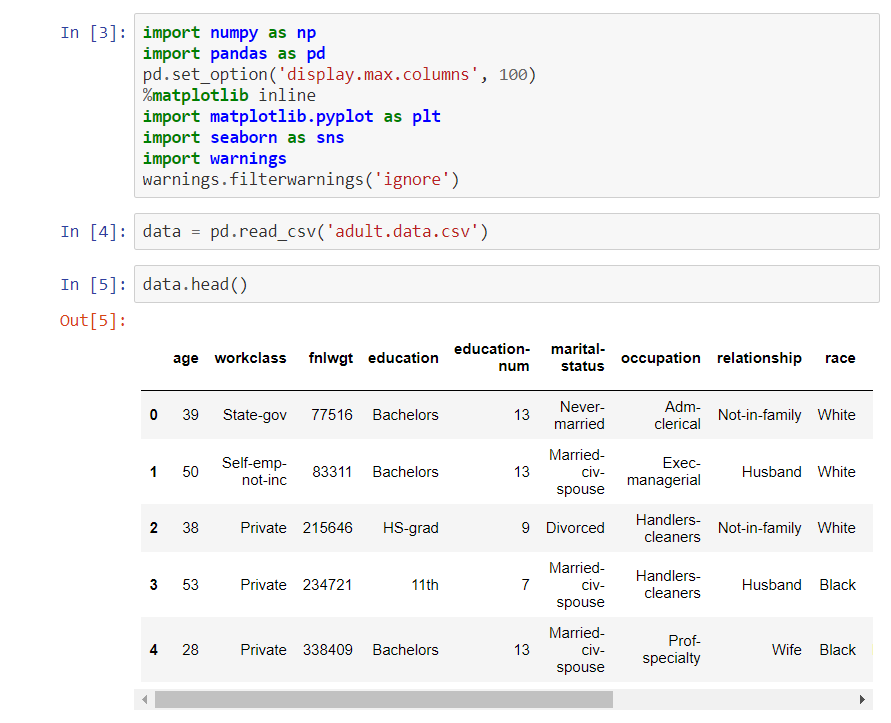 In [3]: import numpy as np
import pandas as pd
pd.set_option('display.max.columns', 100)
%matplotlib inline
import matplotlib.pyplot as plt
import seaborn as sns
import warnings
warnings.filterwarnings('ignore')
In [4]: data = pd.read_csv('adult.data.csv')
In [5]: data.head()
Out[5]:
age workclass fnlwgt education education-num marital-status occupation relationship race
0 39 State-gov 77516 Bachelors 13 Never-married Adm-clerical Not-in-family White
1 50 Self-emp-not-inc 83311 Bachelors 13 Married-civ-spouse Exec-managerial Husband White
2 38 Private 215646 HS-grad 9 Divorced Handlers-cleaners Not-in-family White
3 53 Private 234721 11th 7 Married-civ-spouse Handlers-cleaners Husband Black
4 28 Private 338409 Bachelors 13 Married-civ-spouse Prof-specialty Wife Black